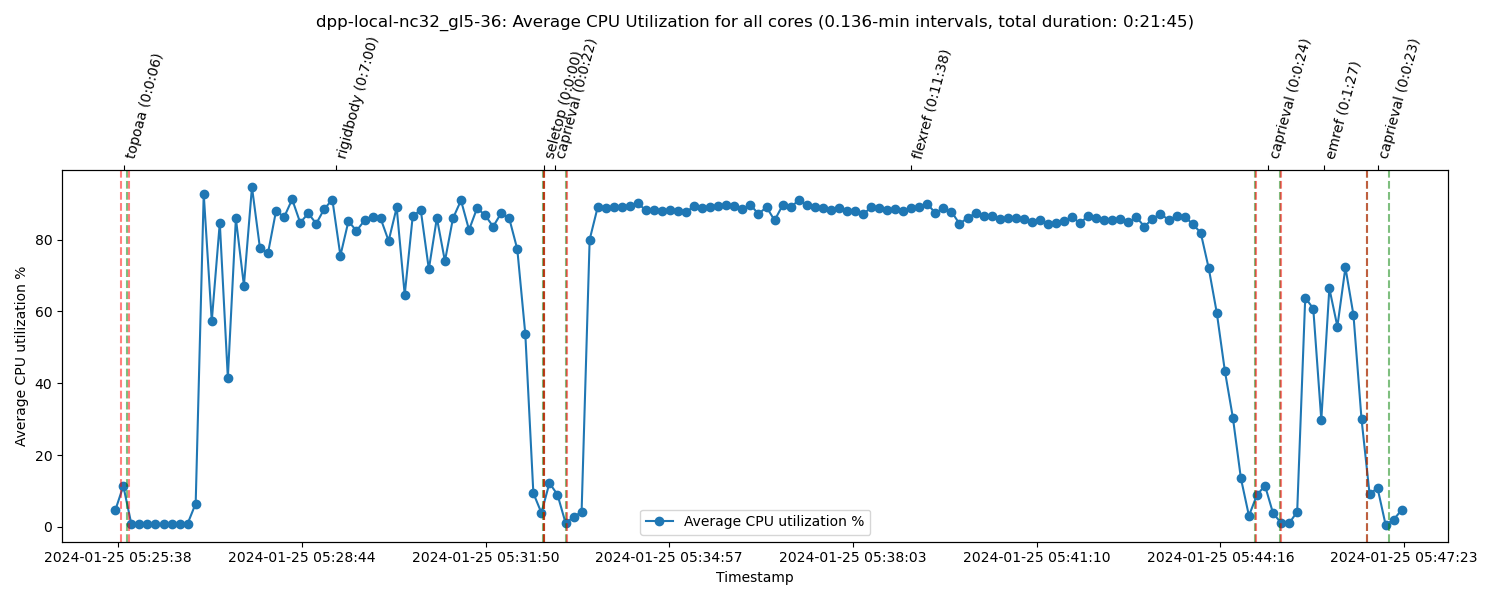 dpp-local-nc32_gl5-36: Average CPU Utilization for all cores (0.136-min intervals, total duration: 0:21:45)
topoaa (0:0:06)
rigidbody (0:7:00)
seletop (0:0:00)
caprieval (0:0:22)
flexref (0:11:38)
caprieval (0:0:24)
emref (0:1:27)
caprieval (0:0:23)
Average CPU utilization %
80
60
40
20
0
Average CPU utilization %
2024-01-25 05:25:38 2024-01-25 05:28:44 2024-01-25 05:31:50 2024-01-25 05:34:57 2024-01-25 05:38:03 2024-01-25 05:41:10 2024-01-25 05:44:16 2024-01-25 05:47:23
Timestamp